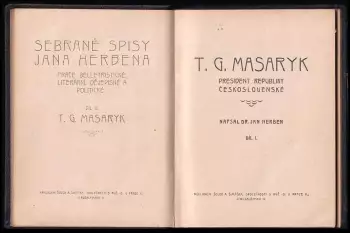 SEBRANÉ SPISY
JANA HERBENA
PRÁCE BELLETRISTICKÉ,
LITERÁRNÍ, DĚJEPISNÉ A
POLITICKÉ
T. G. MASARYK
T. G. MASARYK
PRESIDENT REPUBLIKY
ČESKOSLOVENSKÉ
NAPSAL DR. JAN HERBEN
DÍL I.